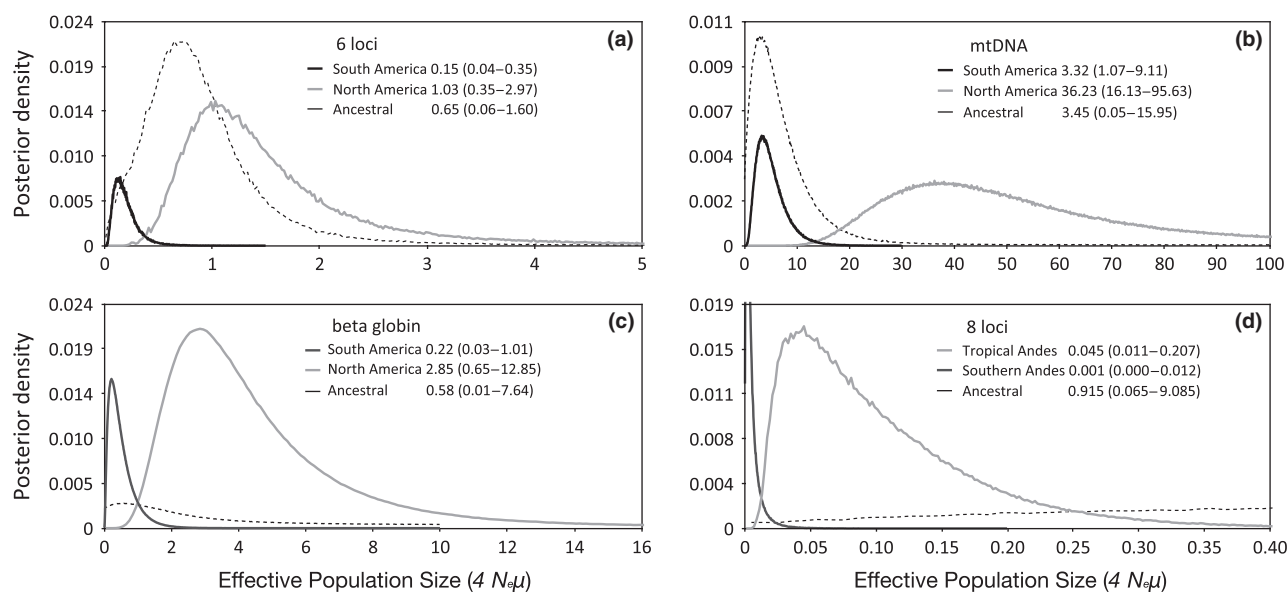 (a)
6 loci
South America 0.15 (0.04–0.35)
North America 1.03 (0.35–2.97)
Ancestral 0.65 (0.06–1.60)
Posterior density
0.024
0.019
0.014
0.010
0.005
0
0 1 2 3 4 5
(b)
mtDNA
South America 3.32 (1.07–9.11)
North America 36.23 (16.13–95.63)
Ancestral 3.45 (0.05–15.95)
0.011
0.009
0.007
0.004
0.002
0
0 10 20 30 40 50 60 70 80 90 100
(c)
beta globin
South America 0.22 (0.03–1.01)
North America 2.85 (0.65–12.85)
Ancestral 0.58 (0.01–7.64)
Posterior density
0.024
0.019
0.014
0.010
0.005
0
0 2 4 6 8 10 12 14 16
Effective Population Size (4 Nₑμ)
(d)
8 loci
Tropical Andes 0.045 (0.011–0.207)
Southern Andes 0.001 (0.000–0.012)
Ancestral 0.915 (0.065–9.085)
0.019
0.015
0.011
0.008
0.004
0
0 0.05 0.10 0.15 0.20 0.25 0.30 0.35 0.40
Effective Population Size (4 Nₑμ)